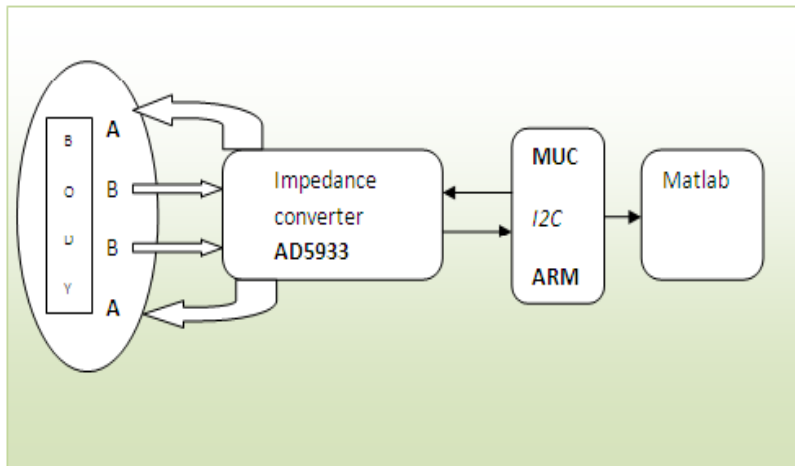 B
O
D
Y
A
B
B
A
Impedance
converter
AD5933
MUC
I2C
ARM
Matlab